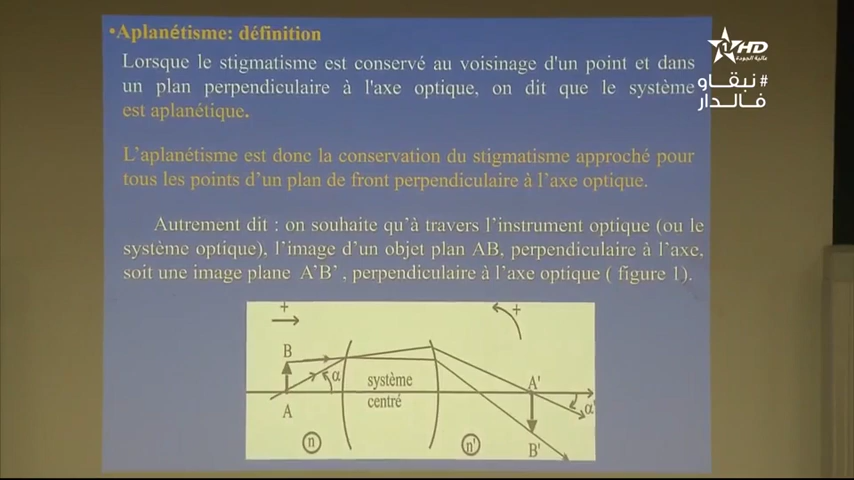 •Aplanétisme: définition
Lorsque le stigmatisme est conservé au voisinage d'un point et dans
un plan perpendiculaire à l'axe optique, on dit que le système
est aplanétique.
L'aplanétisme est donc la conservation du stigmatisme approché pour
tous les points d'un plan de front perpendiculaire à l'axe optique.
Autrement dit : on souhaite qu'à travers l'instrument optique (ou le
système optique), l'image d'un objet plan AB, perpendiculaire à l'axe,
soit une image plane A'B' , perpendiculaire à l'axe optique ( figure 1).
+
+
B
α
système
centré
A'
α'
A
n
n'
B'
1 HD
عالية الجودة
#نبقاو
فالدار